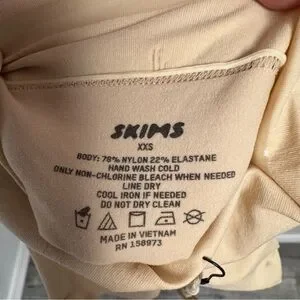 SKIMS
XXS
BODY: 78% NYLON 22% ELASTANE
HAND WASH COLD
ONLY NON-CHLORINE BLEACH WHEN NEEDED
LINE DRY
COOL IRON IF NEEDED
DO NOT DRY CLEAN
MADE IN VIETNAM
RN 158973